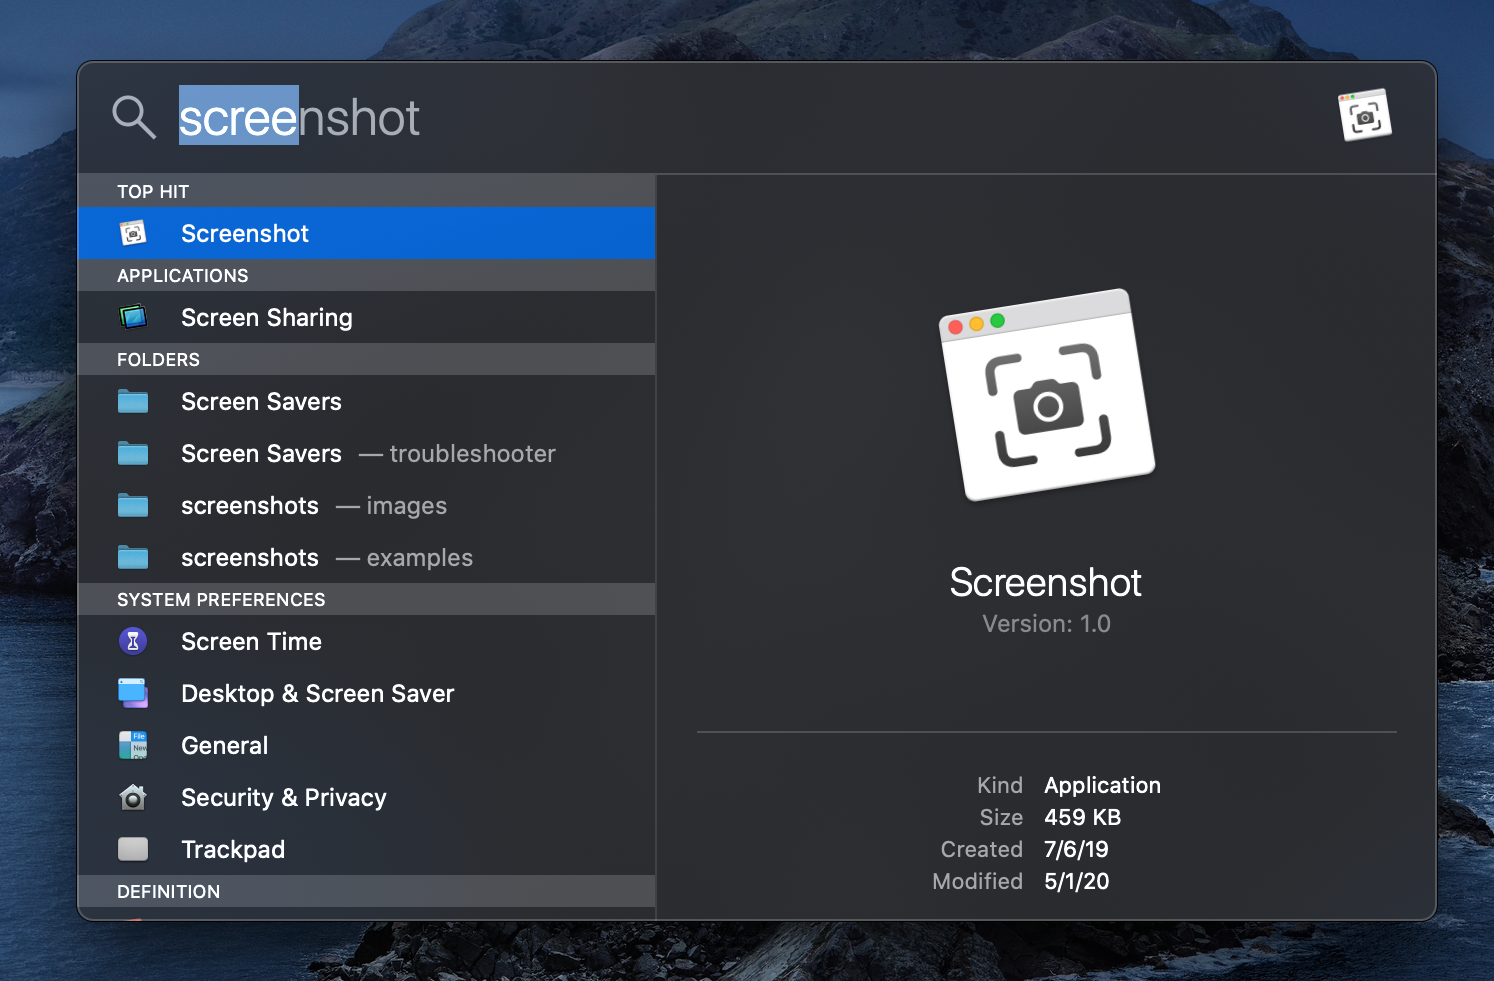 screenshot
TOP HIT
Screenshot
APPLICATIONS
Screen Sharing
FOLDERS
Screen Savers
Screen Savers — troubleshooter
screenshots — images
screenshots — examples
SYSTEM PREFERENCES
Screen Time
Desktop & Screen Saver
General
Security & Privacy
Trackpad
DEFINITION
Screenshot
Version: 1.0
Kind Application
Size 459 KB
Created 7/6/19
Modified 5/1/20